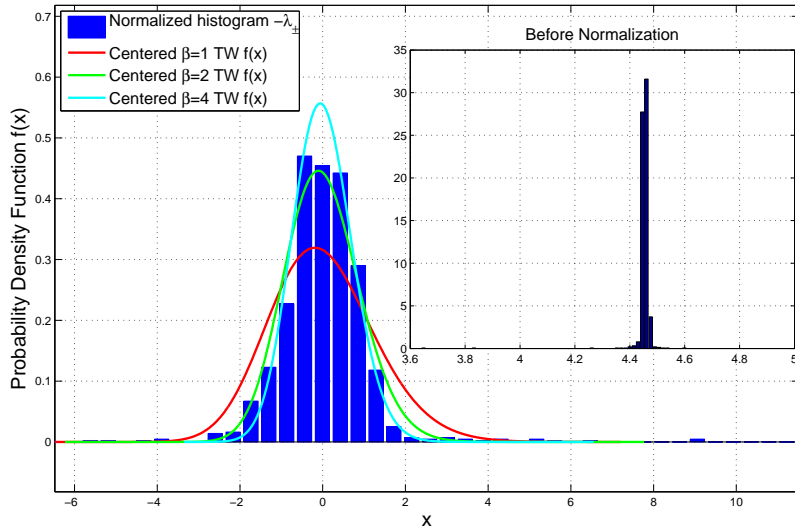 Normalized histogram −λ±
Centered β=1 TW f(x)
Centered β=2 TW f(x)
Centered β=4 TW f(x)
Before Normalization
35
30
25
20
15
10
5
0
3.6 3.8 4 4.2 4.4 4.6 4.8 5
Probability Density Function f(x)
0.7
0.6
0.5
0.4
0.3
0.2
0.1
0
−6 −4 −2 0 2 4 6 8 10
x